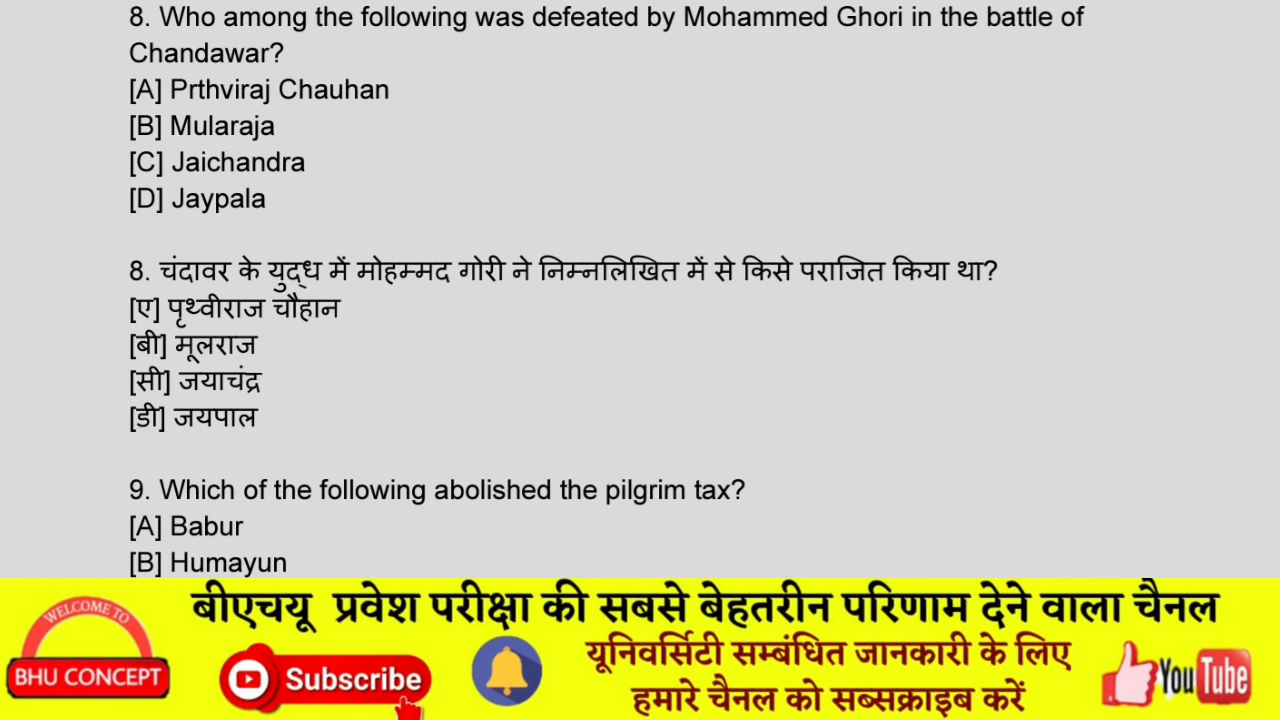 8. Who among the following was defeated by Mohammed Ghori in the battle of
Chandawar?
[A] Prthviraj Chauhan
[B] Mularaja
[C] Jaichandra
[D] Jaypala
8. चंदावर के युद्ध में मोहम्मद गोरी ने निम्नलिखित में से किसे पराजित किया था?
[ए] पृथ्वीराज चौहान
[बी] मूलराज
[सी] जयाचंद्र
[डी] जयपाल
9. Which of the following abolished the pilgrim tax?
[A] Babur
[B] Humayun
बीएचयू प्रवेश परीक्षा की सबसे बेहतरीन परिणाम देने वाला चैनल
WELCOME TO
BHU CONCEPT
Subscribe
यूनिवर्सिटी सम्बंधित जानकारी के लिए
हमारे चैनल को सब्सक्राइब करें
YouTube